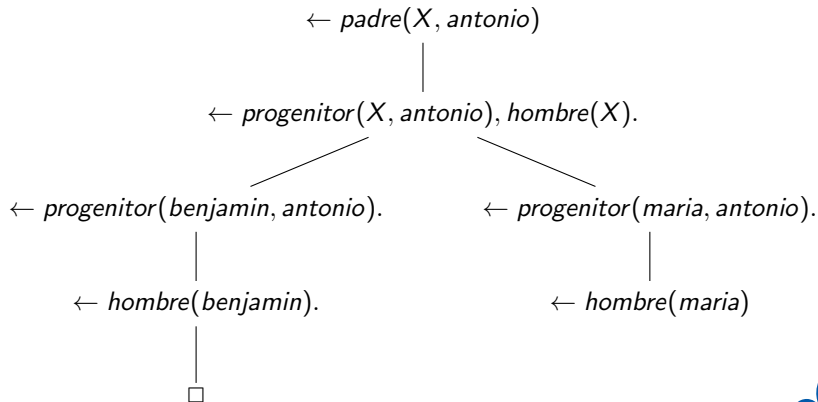 ← padre(X, antonio)
← progenitor(X, antonio), hombre(X).
← progenitor(benjamin, antonio).
← progenitor(maria, antonio).
← hombre(benjamin).
← hombre(maria)
□